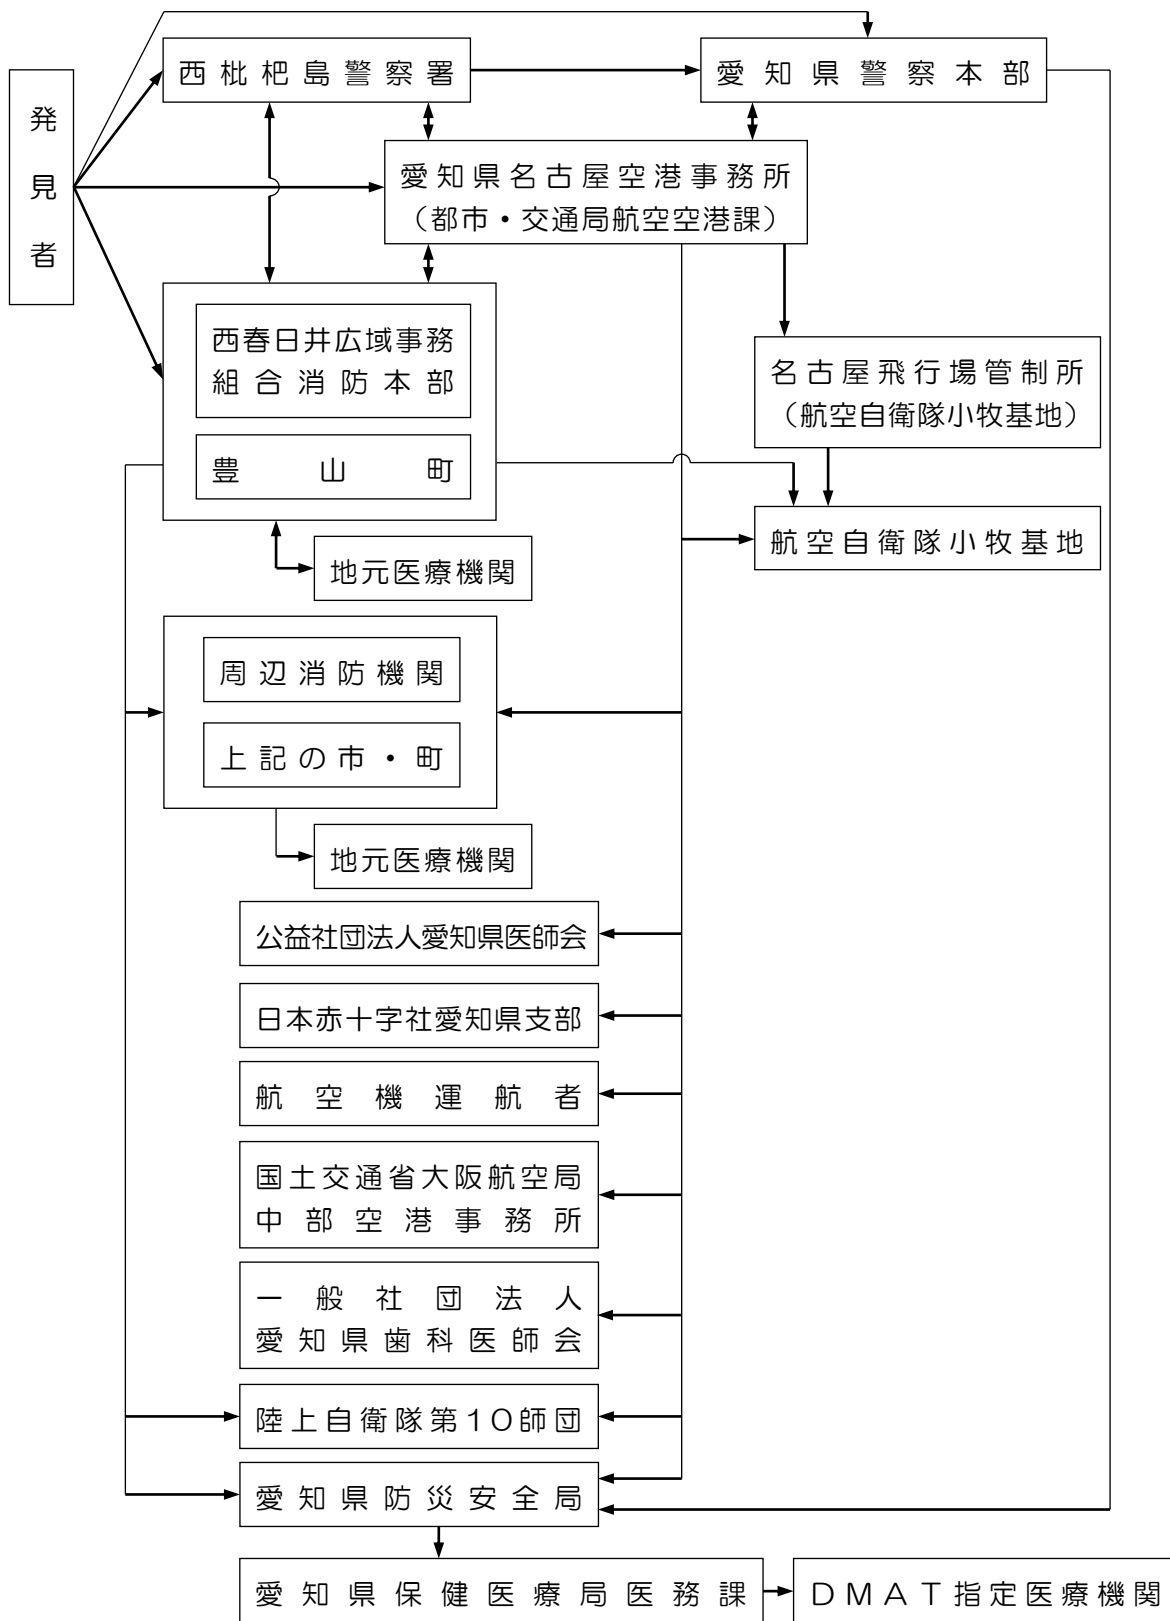 西枇杷島警察署
愛知県警察本部
発見者
愛知県名古屋空港事務所
（都市・交通局航空空港課）
西春日井広域事務
組合消防本部
豊山町
名古屋飛行場管制所
（航空自衛隊小牧基地）
航空自衛隊小牧基地
地元医療機関
周辺消防機関
上記の市・町
地元医療機関
公益社団法人愛知県医師会
日本赤十字社愛知県支部
航空機運航者
国土交通省大阪航空局
中部空港事務所
一般社団法人
愛知県歯科医師会
陸上自衛隊第１０師団
愛知県防災安全局
愛知県保健医療局医務課
ＤＭＡＴ指定医療機関